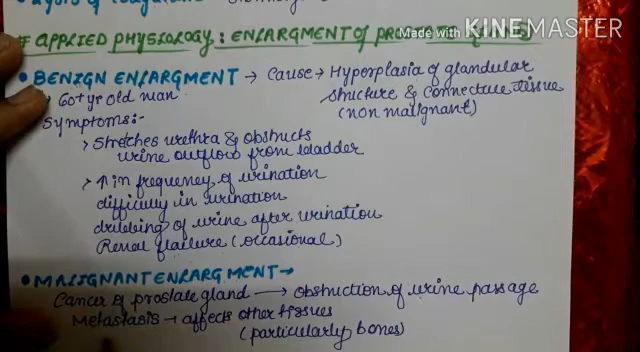 # APPLIED PHYSIOLOGY: ENLARGMENT OF
Made with KINEMASTER
• BENIGN ENLARGMENT → Cause → Hyperplasia of glandular
structure & connective tissue
(non malignant)
60+ yr old man
Symptoms:-
> Stretches urethra & obstructs
urine outflow from bladder
> ↑ in frequency of urination
difficulty in urination
dribbling of urine after urination
Renal failure (occasional)
• MALIGNANT ENLARGMENT →
Cancer of prostate gland → Obstruction of urine passage
Metastasis → affects other tissues
(particularly bones)